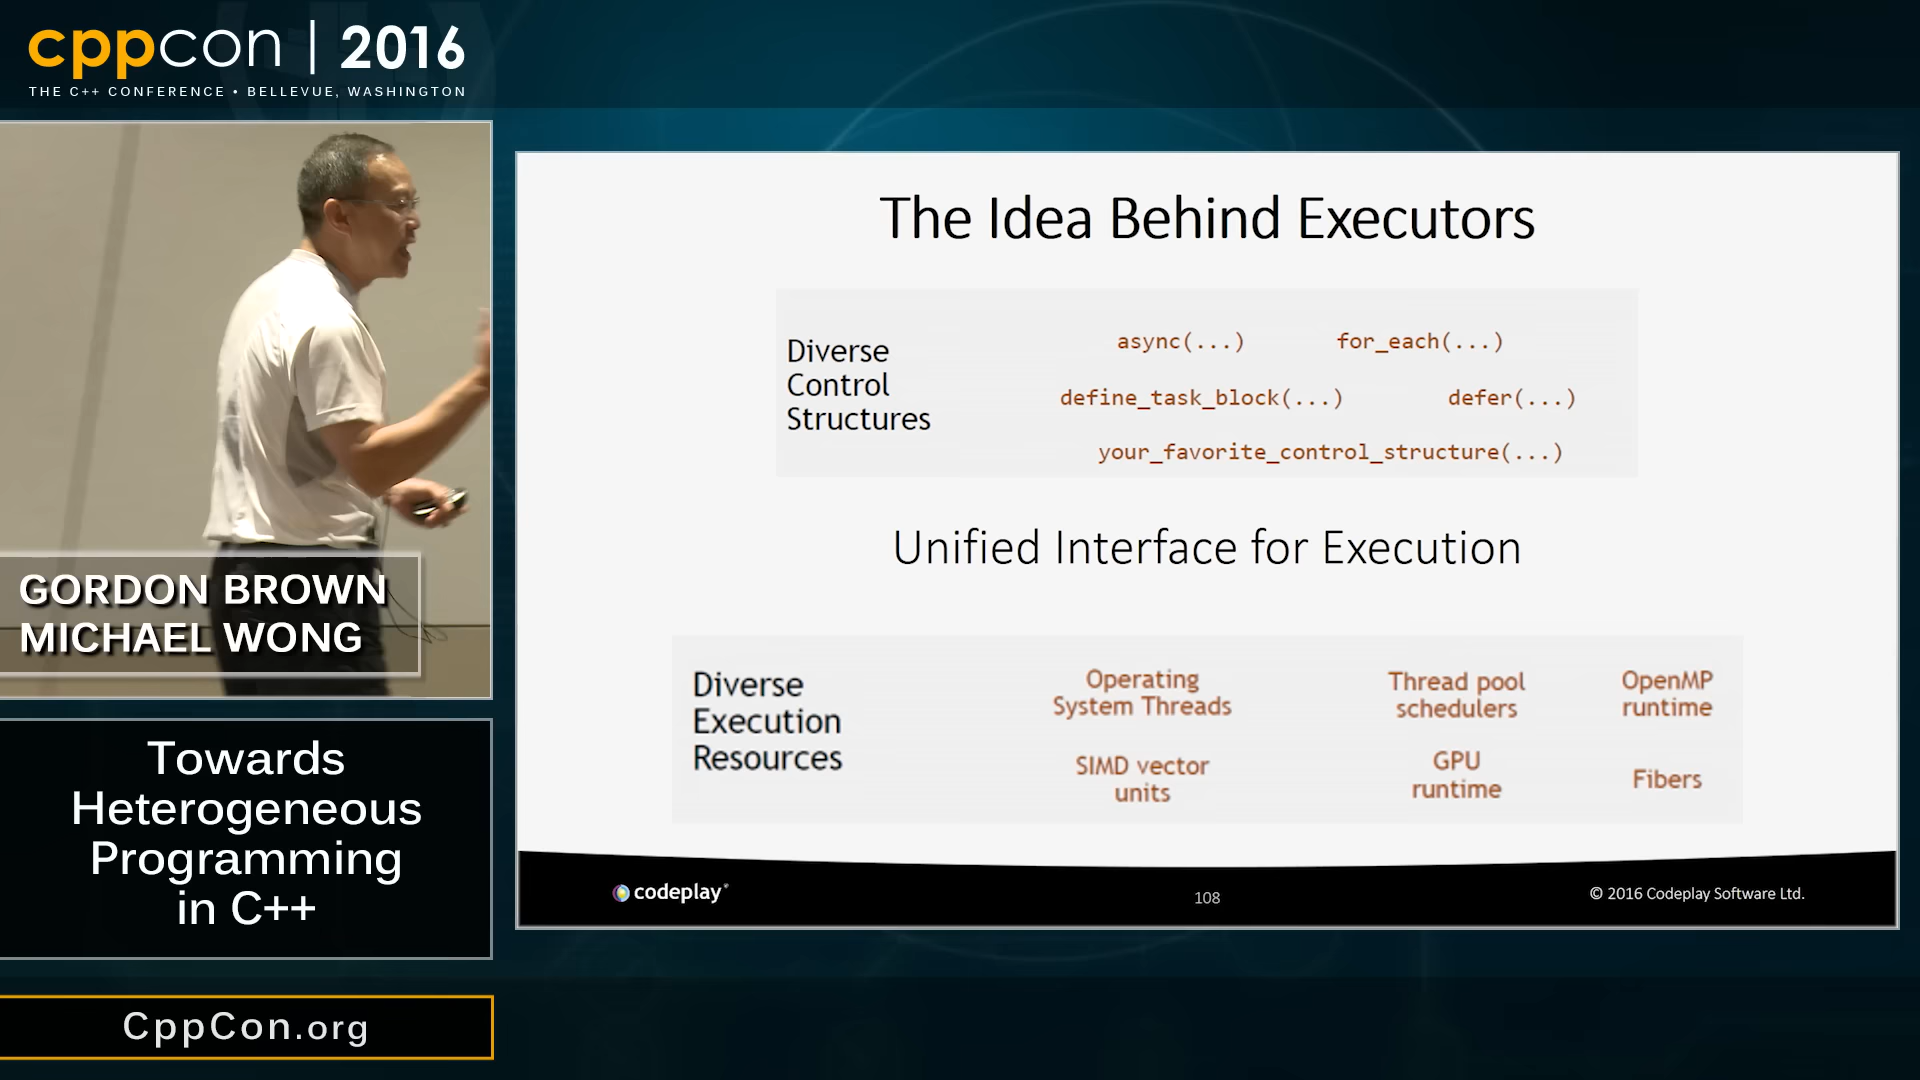 cppcon | 2016
THE C++ CONFERENCE • BELLEVUE, WASHINGTON
GORDON BROWN
MICHAEL WONG
Towards
Heterogeneous
Programming
in C++
CppCon.org
The Idea Behind Executors
Diverse
Control
Structures
async(...) for_each(...)
define_task_block(...) defer(...)
your_favorite_control_structure(...)
Unified Interface for Execution
Diverse
Execution
Resources
Operating
System Threads
Thread pool
schedulers
OpenMP
runtime
SIMD vector
units
GPU
runtime
Fibers
codeplay®
108
© 2016 Codeplay Software Ltd.